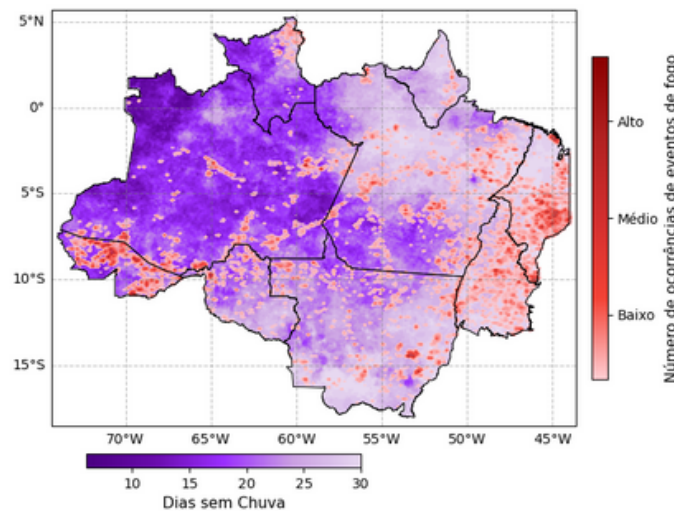 5°N
0°
5°S
10°S
15°S
70°W 65°W 60°W 55°W 50°W 45°W
10 15 20 25 30
Dias sem Chuva
Alto
Médio
Baixo
Número de ocorrências de eventos de fogo